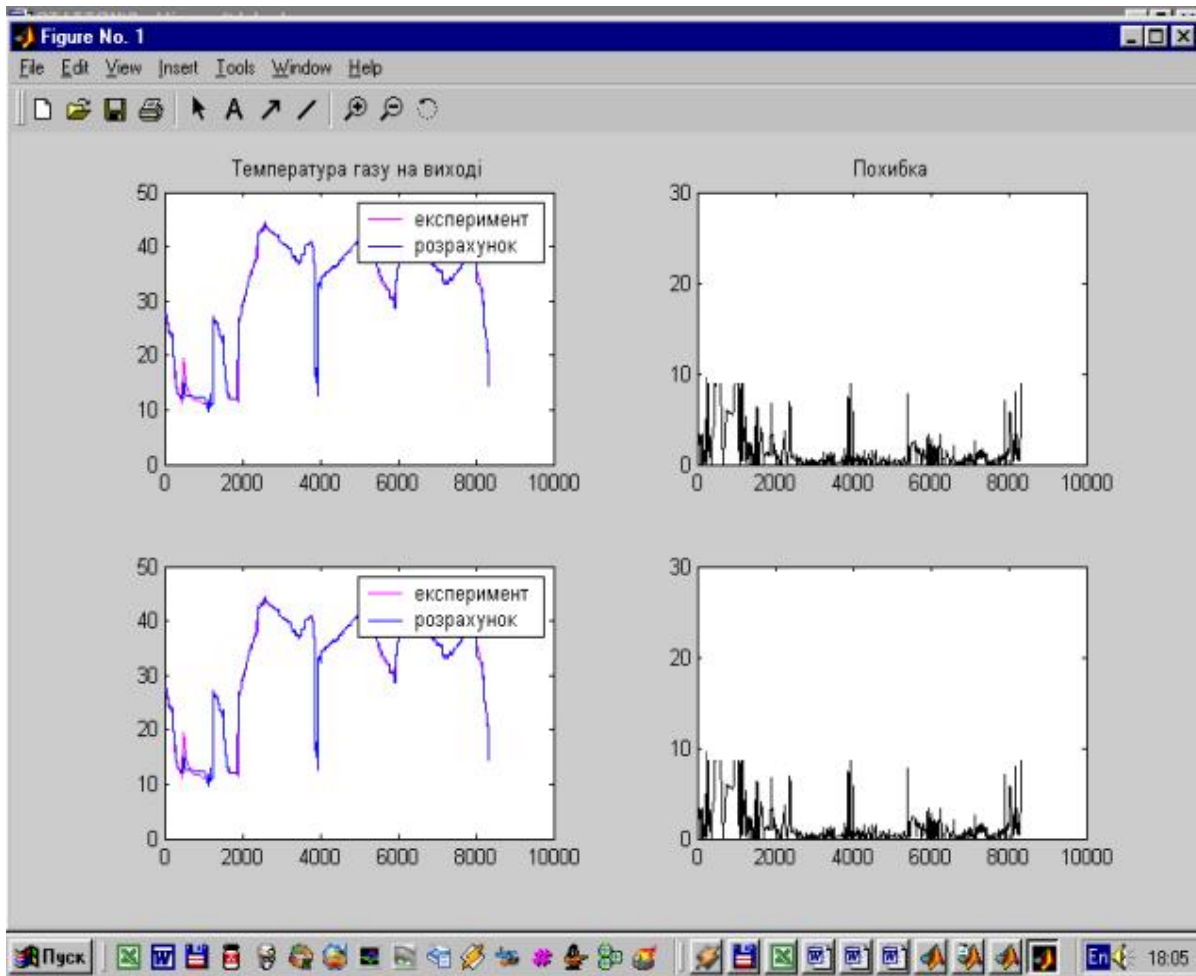 Figure No. 1
File Edit View Insert Tools Window Help
A
Температура газу на виході
50
40
30
20
10
0
0 2000 4000 6000 8000 10000
експеримент
розрахунок
Похибка
30
20
10
0
0 2000 4000 6000 8000 10000
50
40
30
20
10
0
0 2000 4000 6000 8000 10000
експеримент
розрахунок
30
20
10
0
0 2000 4000 6000 8000 10000
Пуск
En
18:05